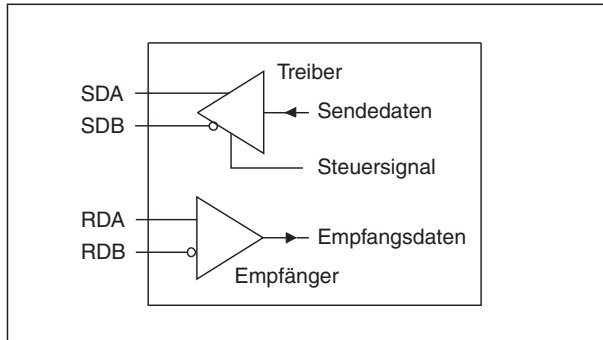 Treiber
SDA
Sendedaten
SDB
Steuersignal
RDA
Empfangsdaten
RDB
Empfänger